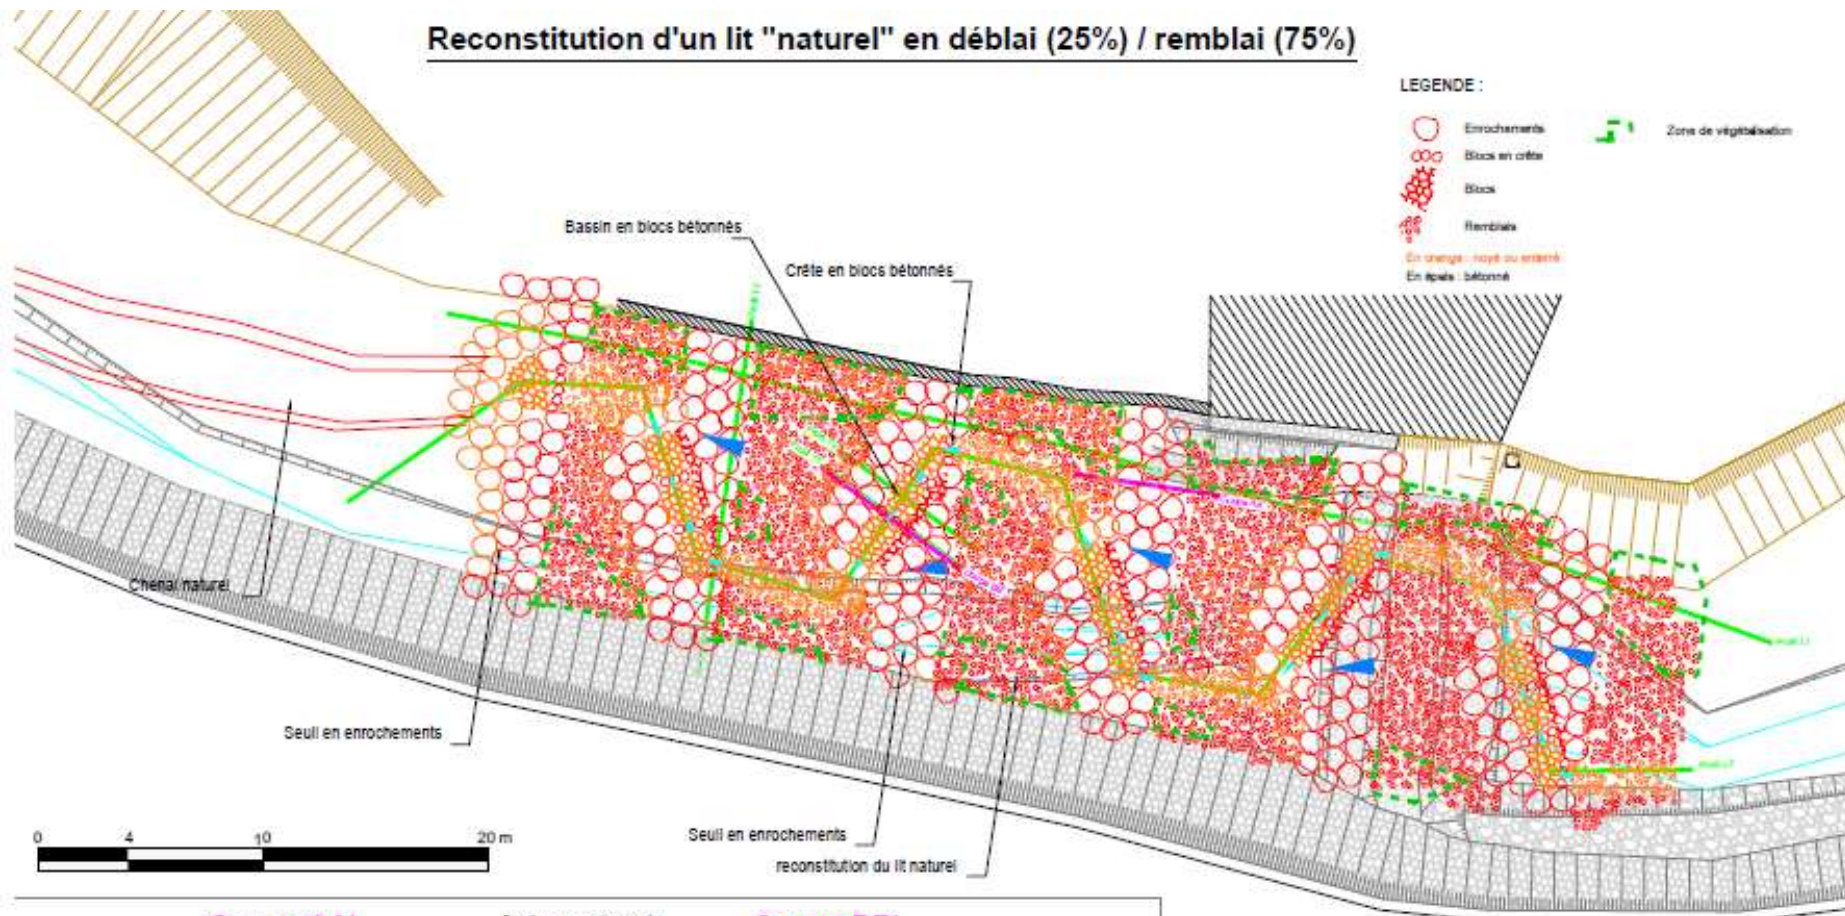 Reconstitution d'un lit "naturel" en déblai (25%) / remblai (75%)
LEGENDE :
Enrochements
Zone de végétalisation
Blocs en crête
Blocs
Remblais
En orange : noyé ou enterré
En épais : bétonné
Bassin en blocs bétonnés
Crête en blocs bétonnés
Chenal naturel
Seuil en enrochements
Seuil en enrochements
reconstitution du lit naturel
0 4 10 20 m